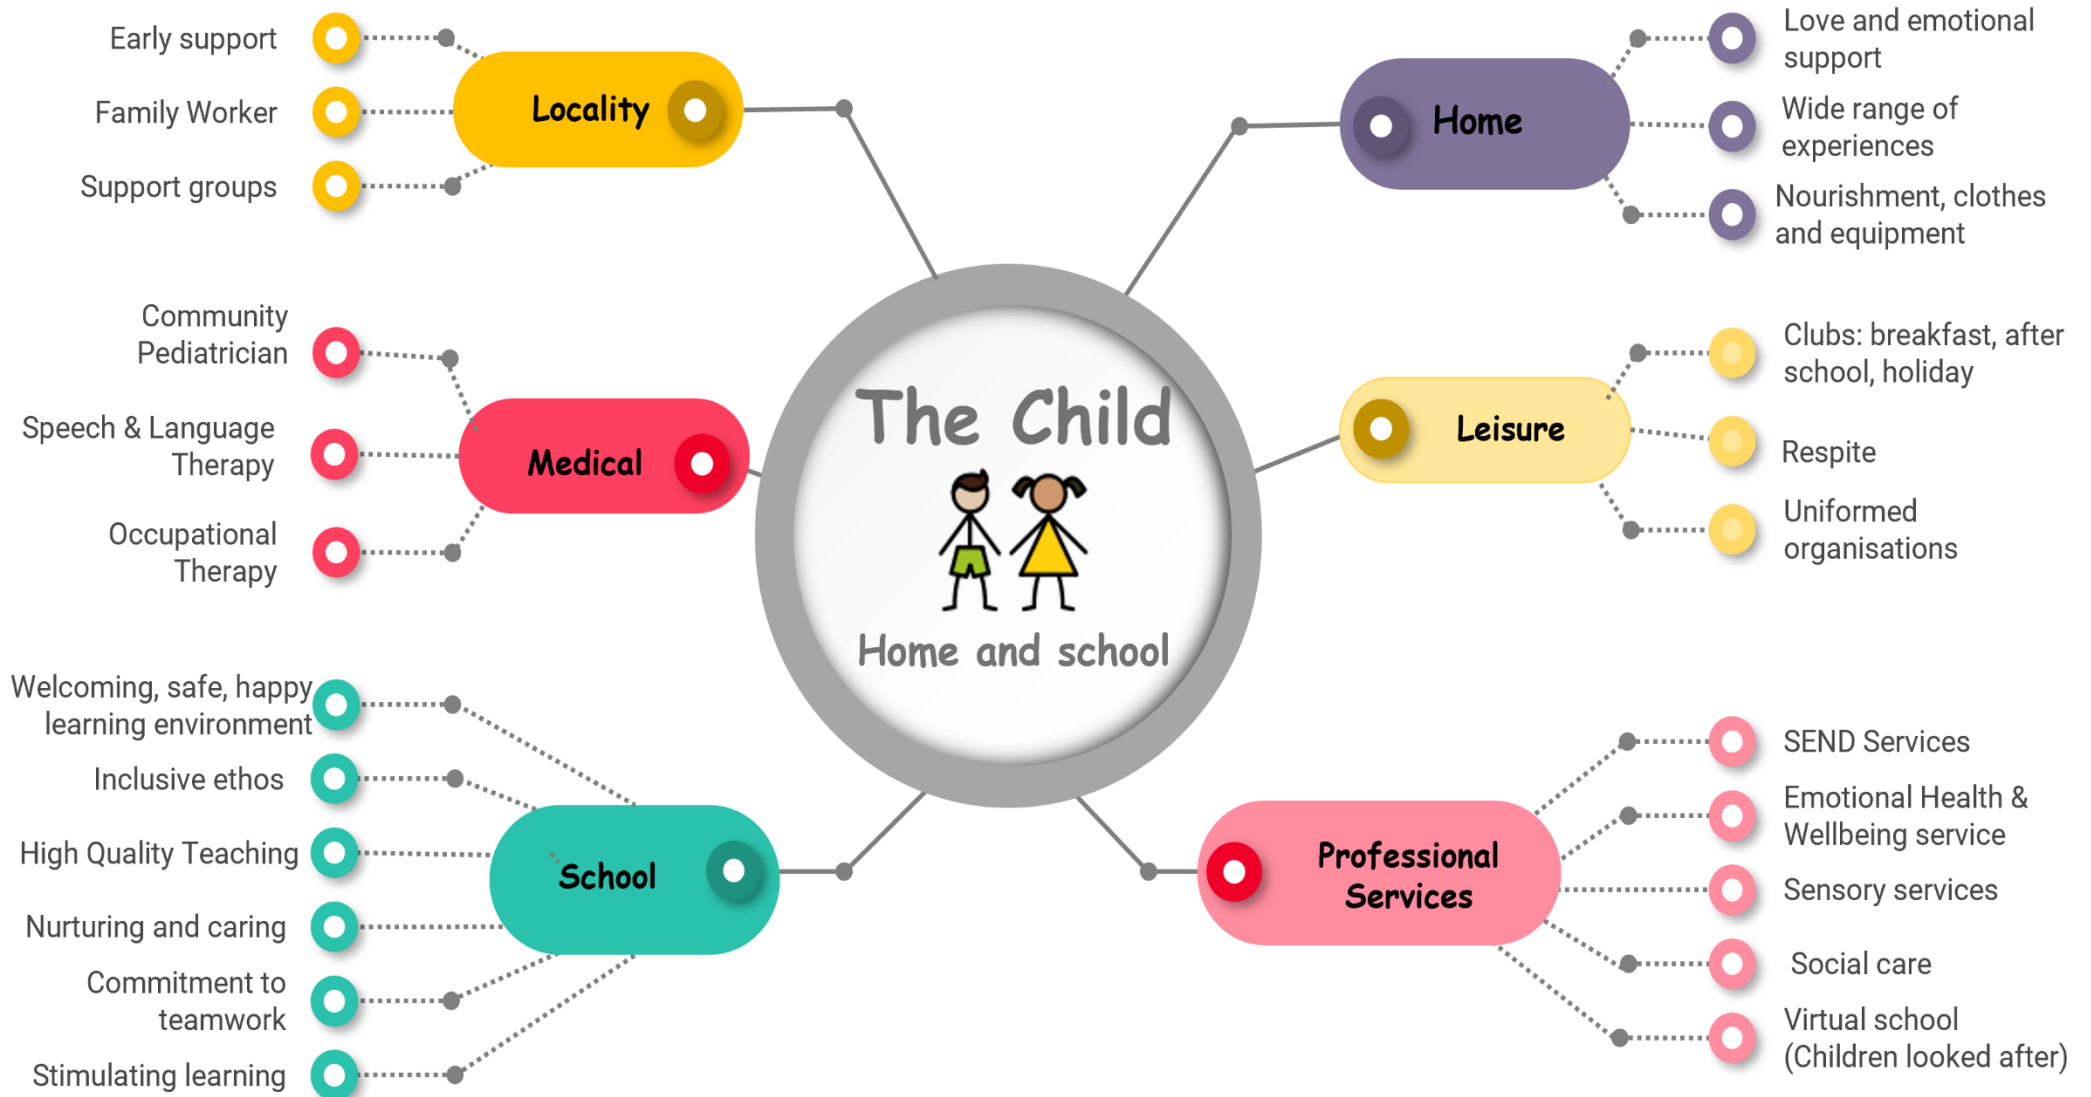 Early support
Family Worker
Support groups
Locality
Home
Love and emotional
support
Wide range of
experiences
Nourishment, clothes
and equipment
Community
Pediatrician
Speech & Language
Therapy
Occupational
Therapy
Medical
The Child
Home and school
Leisure
Clubs: breakfast, after
school, holiday
Respite
Uniformed
organisations
Welcoming, safe, happy
learning environment
Inclusive ethos
High Quality Teaching
Nurturing and caring
Commitment to
teamwork
Stimulating learning
School
Professional
Services
SEND Services
Emotional Health &
Wellbeing service
Sensory services
Social care
Virtual school
(Children looked after)